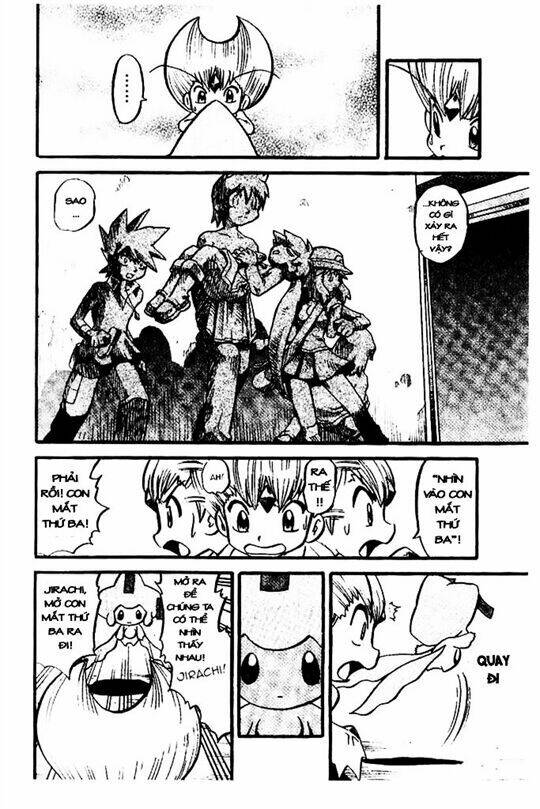 ......
...KHÔNG
CÓ GÌ
XẢY RA
HẾT
VẬY?
SAO
...
"NHÌN
VÀO CON
MẮT
THỨ
BA"!
RA
THẾ
!!
AH!
PHẢI
RỒI! CON
MẮT
THỨ BA!
QUAY
ĐI
MỞ RA
ĐỂ
CHÚNG TA
CÓ THỂ
NHÌN
THẤY
NHAU!
JIRACHI!
JIRACHI,
MỞ CON
MẮT
THỨ BA RA
ĐI!